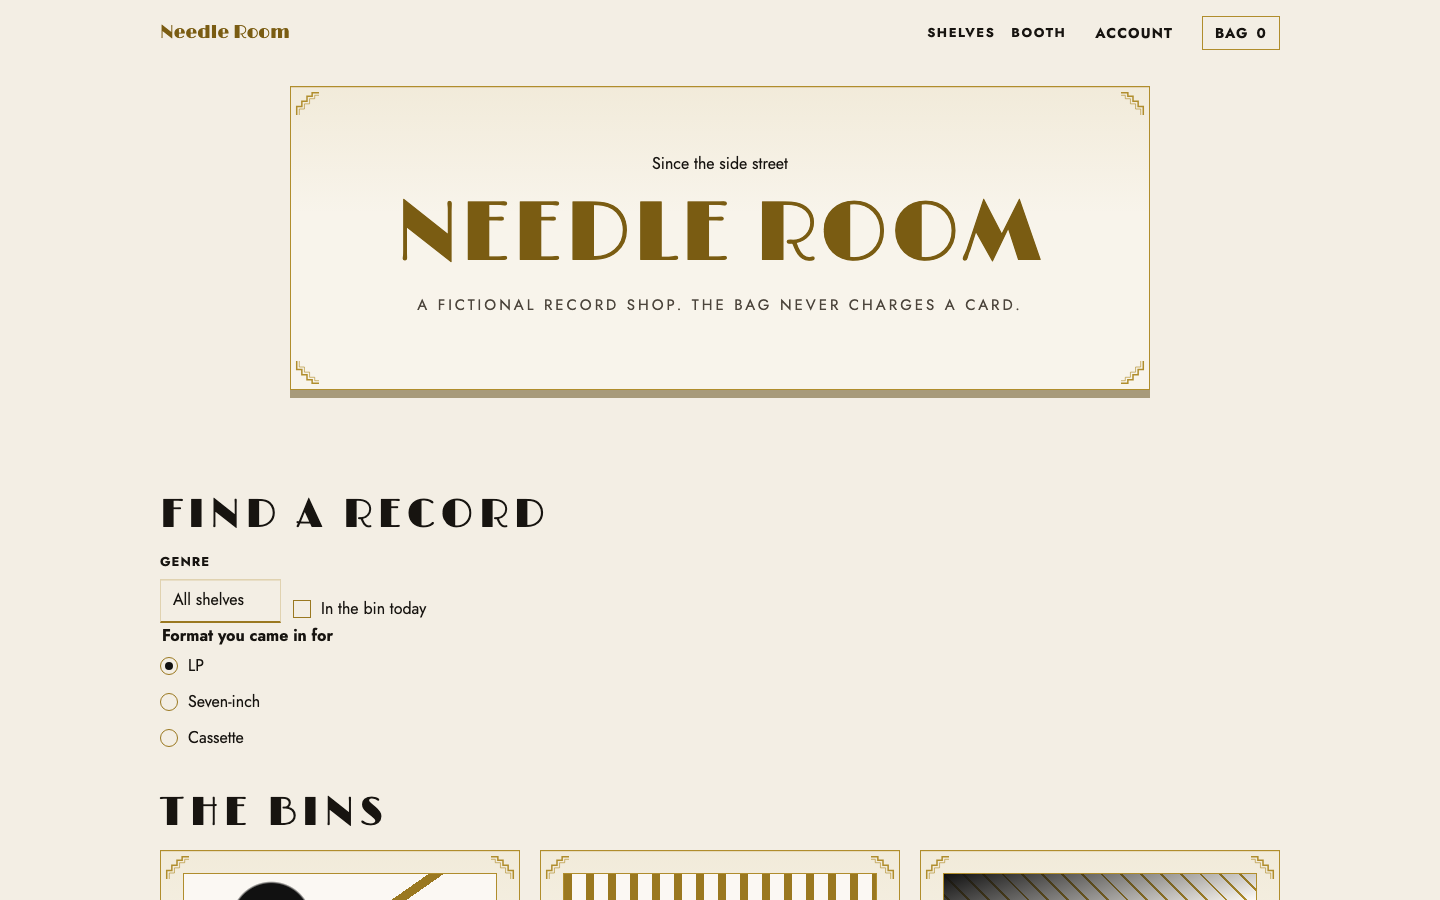 Needle Room
SHELVES BOOTH ACCOUNT BAG 0
Since the side street
NEEDLE ROOM
A FICTIONAL RECORD SHOP. THE BAG NEVER CHARGES A CARD.
FIND A RECORD
GENRE
All shelves
In the bin today
Format you came in for
LP
Seven-inch
Cassette
THE BINS